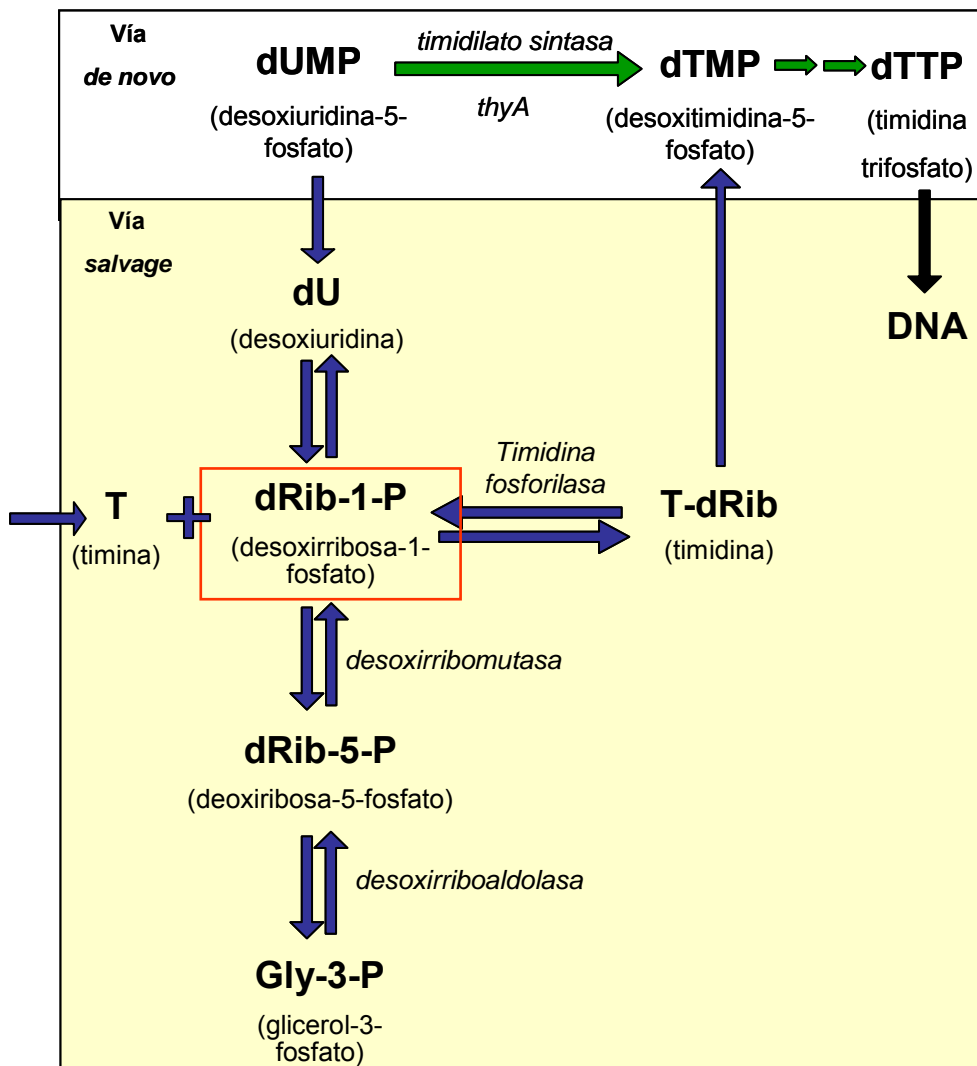 Vía
de novo
dUMP
(desoxiuridina-5-
fosfato)
timidilato sintasa
thyA
dTMP
(desoxitimidina-5-
fosfato)
dTTP
(timidina
trifosfato)
Vía
salvage
dU
(desoxiuridina)
DNA
T
(timina)
+
dRib-1-P
(desoxirribosa-1-
fosfato)
Timidina
fosforilasa
T-dRib
(timidina)
desoxirribomutasa
dRib-5-P
(deoxiribosa-5-fosfato)
desoxirriboaldolasa
Gly-3-P
(glicerol-3-
fosfato)